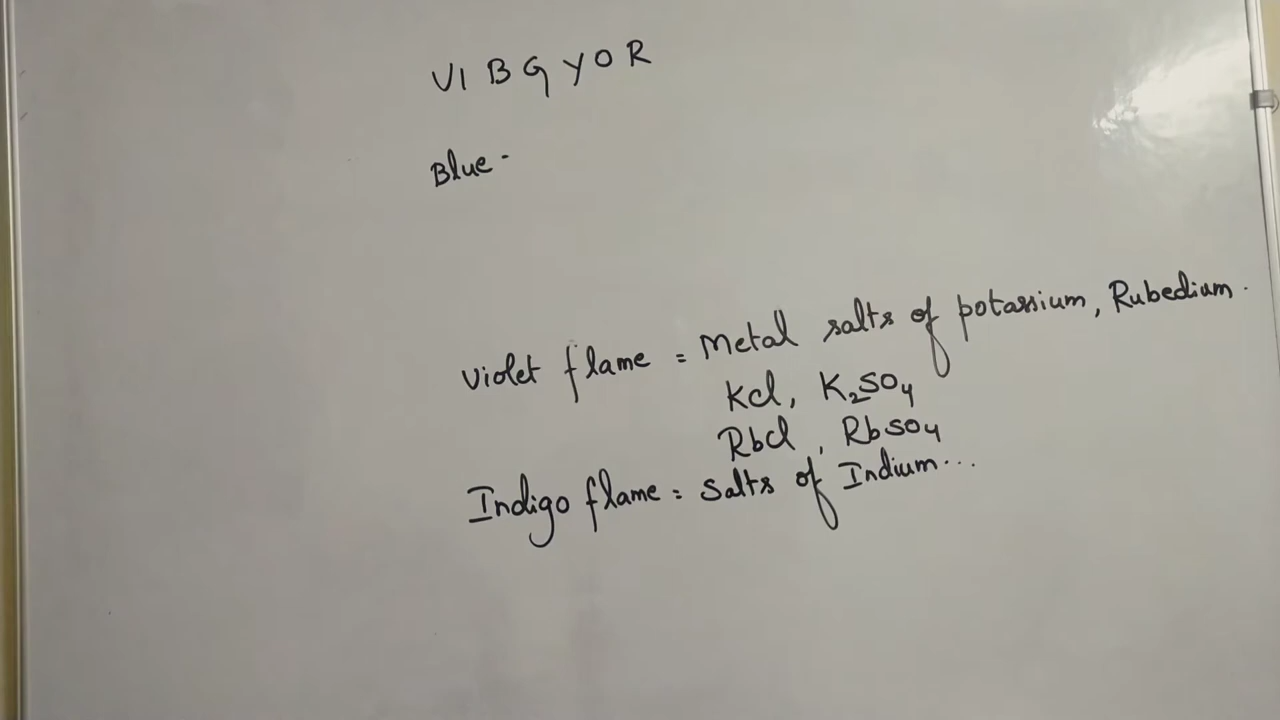 VIBGYOR
Blue -
Violet flame = Metal salts of potassium, Rubedium.
Kcl, K₂SO₄
Rbcl, RbSO₄
Indigo flame = Salts of Indium...